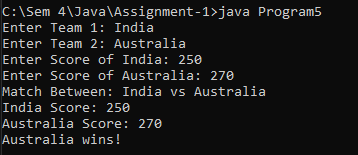 C:\Sem 4\Java\Assignment-1>java Program5
Enter Team 1: India
Enter Team 2: Australia
Enter Score of India: 250
Enter Score of Australia: 270
Match Between: India vs Australia
India Score: 250
Australia Score: 270
Australia wins!